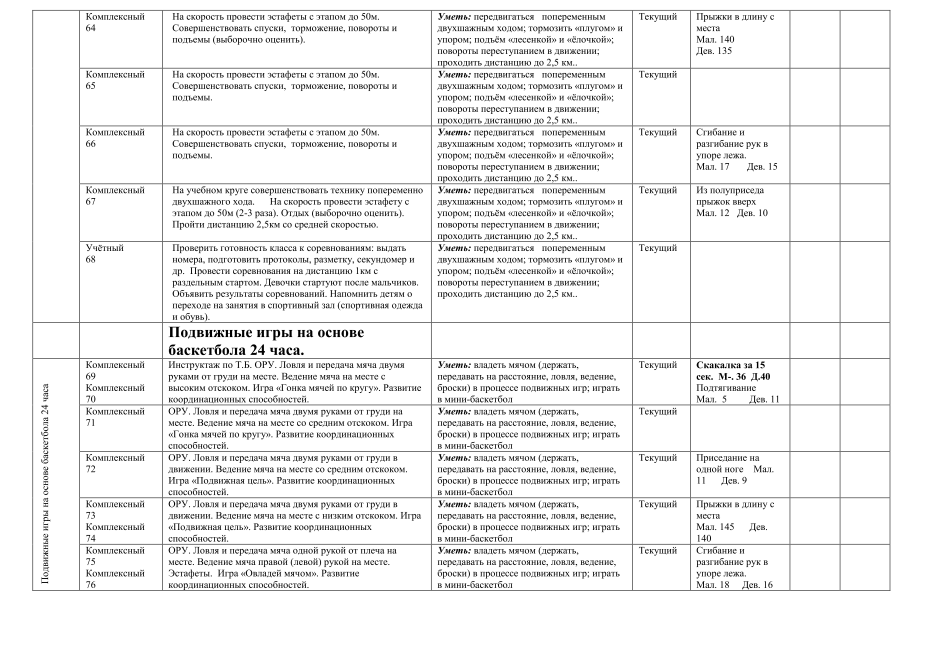 Комплексный
64
На скорость провести эстафеты с этапом до 50м.
Совершенствовать спуски, торможение, повороты и
подъемы (выборочно оценить).
Уметь: передвигаться попеременным
двухшажным ходом; тормозить «плугом» и
упором; подъём «лесенкой» и «ёлочкой»;
повороты переступанием в движении;
проходить дистанцию до 2,5 км..
Текущий
Прыжки в длину с
места
Мал. 140
Дев. 135
Комплексный
65
На скорость провести эстафеты с этапом до 50м.
Совершенствовать спуски, торможение, повороты и
подъемы.
Уметь: передвигаться попеременным
двухшажным ходом; тормозить «плугом» и
упором; подъём «лесенкой» и «ёлочкой»;
повороты переступанием в движении;
проходить дистанцию до 2,5 км..
Текущий
Комплексный
66
На скорость провести эстафеты с этапом до 50м.
Совершенствовать спуски, торможение, повороты и
подъемы.
Уметь: передвигаться попеременным
двухшажным ходом; тормозить «плугом» и
упором; подъём «лесенкой» и «ёлочкой»;
повороты переступанием в движении;
проходить дистанцию до 2,5 км..
Текущий
Сгибание и
разгибание рук в
упоре лежа.
Мал. 17 Дев. 15
Комплексный
67
На учебном круге совершенствовать технику попеременно
двухшажного хода. На скорость провести эстафету с
этапом до 50м (2-3 раза). Отдых (выборочно оценить).
Пройти дистанцию 2,5км со средней скоростью.
Уметь: передвигаться попеременным
двухшажным ходом; тормозить «плугом» и
упором; подъём «лесенкой» и «ёлочкой»;
повороты переступанием в движении;
проходить дистанцию до 2,5 км..
Текущий
Из полуприседа
прыжок вверх
Мал. 12 Дев. 10
Учётный
68
Проверить готовность класса к соревнованиям: выдать
номера, подготовить протоколы, разметку, секундомер и
др. Провести соревнования на дистанцию 1км с
раздельным стартом. Девочки стартуют после мальчиков.
Объявить результаты соревнований. Напомнить детям о
переходе на занятия в спортивный зал (спортивная одежда
и обувь).
Уметь: передвигаться попеременным
двухшажным ходом; тормозить «плугом» и
упором; подъём «лесенкой» и «ёлочкой»;
повороты переступанием в движении;
проходить дистанцию до 2,5 км..
Текущий
Подвижные игры на основе
баскетбола 24 часа.
Подвижные игры на основе баскетбола 24 часа
Комплексный
69
Комплексный
70
Инструктаж по Т.Б. ОРУ. Ловля и передача мяча двумя
руками от груди на месте. Ведение мяча на месте с
высоким отскоком. Игра «Гонка мячей по кругу». Развитие
координационных способностей.
Уметь: владеть мячом (держать,
передавать на расстояние, ловля, ведение,
броски) в процессе подвижных игр; играть
в мини-баскетбол
Текущий
Скакалка за 15
сек. М-. 36 Д.40
Подтягивание
Мал. 5 Дев. 11
Комплексный
71
ОРУ. Ловля и передача мяча двумя руками от груди на
месте. Ведение мяча на месте со средним отскоком. Игра
«Гонка мячей по кругу». Развитие координационных
способностей.
Уметь: владеть мячом (держать,
передавать на расстояние, ловля, ведение,
броски) в процессе подвижных игр; играть
в мини-баскетбол
Текущий
Комплексный
72
ОРУ. Ловля и передача мяча двумя руками от груди в
движении. Ведение мяча на месте со средним отскоком.
Игра «Подвижная цель». Развитие координационных
способностей.
Уметь: владеть мячом (держать,
передавать на расстояние, ловля, ведение,
броски) в процессе подвижных игр; играть
в мини-баскетбол
Текущий
Приседание на
одной ноге Мал.
11 Дев. 9
Комплексный
73
Комплексный
74
ОРУ. Ловля и передача мяча двумя руками от груди в
движении. Ведение мяча на месте с низким отскоком. Игра
«Подвижная цель». Развитие координационных
способностей.
Уметь: владеть мячом (держать,
передавать на расстояние, ловля, ведение,
броски) в процессе подвижных игр; играть
в мини-баскетбол
Текущий
Прыжки в длину с
места
Мал. 145 Дев.
140
Комплексный
75
Комплексный
76
ОРУ. Ловля и передача мяча одной рукой от плеча на
месте. Ведение мяча правой (левой) рукой на месте.
Эстафеты. Игра «Овладей мячом». Развитие
координационных способностей.
Уметь: владеть мячом (держать,
передавать на расстояние, ловля, ведение,
броски) в процессе подвижных игр; играть
в мини-баскетбол
Текущий
Сгибание и
разгибание рук в
упоре лежа.
Мал. 18 Дев. 16